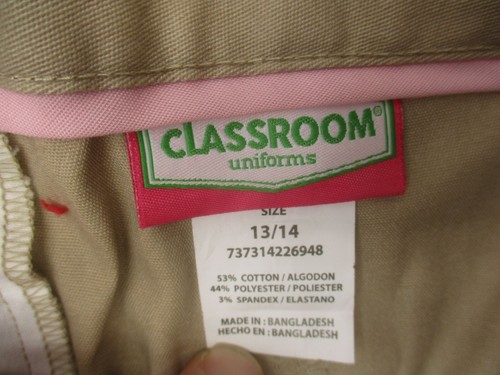 CLASSROOM®
uniforms
SIZE
13/14
737314226948
53% COTTON / ALGODON
44% POLYESTER / POLIESTER
3% SPANDEX / ELASTANO
MADE IN : BANGLADESH
HECHO EN : BANGLADESH